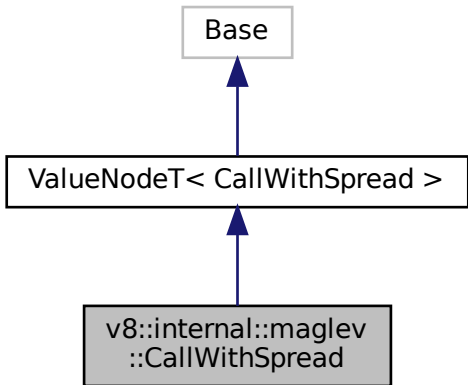 Base
ValueNodeT< CallWithSpread >
v8::internal::maglev
::CallWithSpread